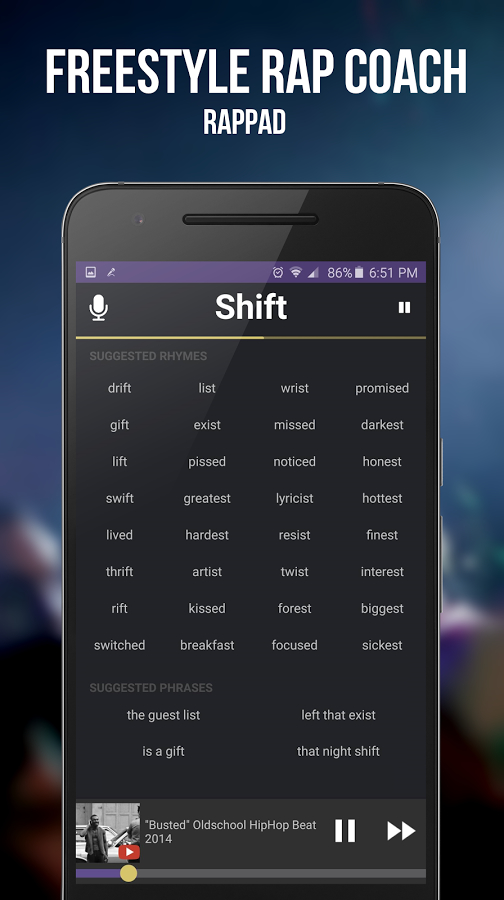 FREESTYLE RAP COACH
RAPPAD
86% 6:51 PM
Shift
SUGGESTED RHYMES
drift list wrist promised
gift exist missed darkest
lift pissed noticed honest
swift greatest lyricist hottest
lived hardest resist finest
thrift artist twist interest
rift kissed forest biggest
switched breakfast focused sickest
SUGGESTED PHRASES
the guest list left that exist
is a gift that night shift
"Busted" Oldschool HipHop Beat
2014